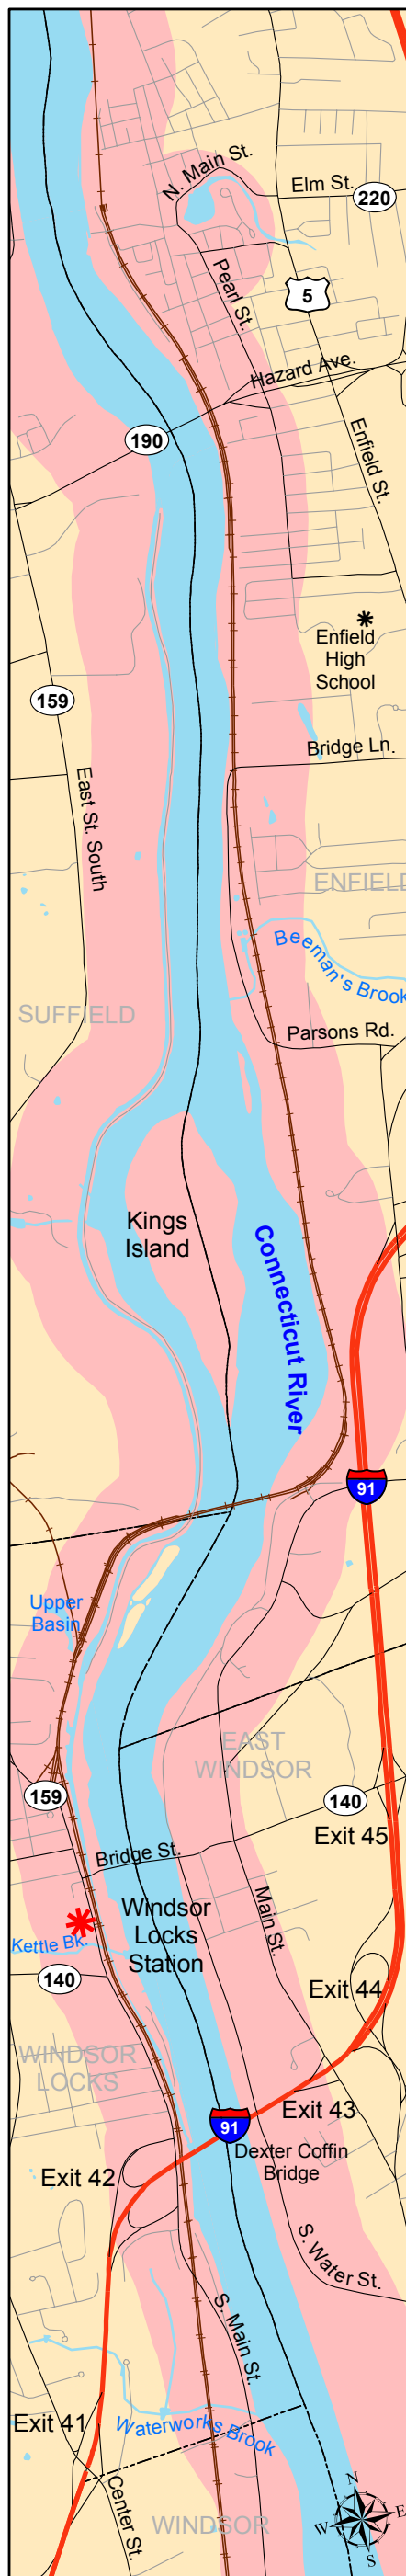 N. Main St.
Elm St.
220
5
Pearl St.
Hazard Ave.
190
Enfield St.
Enfield
High
School
159
Bridge Ln.
East St. South
ENFIELD
Beeman's Brook
SUFFIELD
Parsons Rd.
Kings
Island
Connecticut River
91
Upper
Basin
EAST
WINDSOR
159
140
Exit 45
Bridge St.
Main St.
Windsor
Locks
Station
Kettle Bk.
140
Exit 44
WINDSOR
LOCKS
Exit 43
91
Dexter Coffin
Bridge
Exit 42
S. Water St.
S. Main St.
Exit 41
Waterworks Brook
Center St.
WINDSOR
N
W
E
S